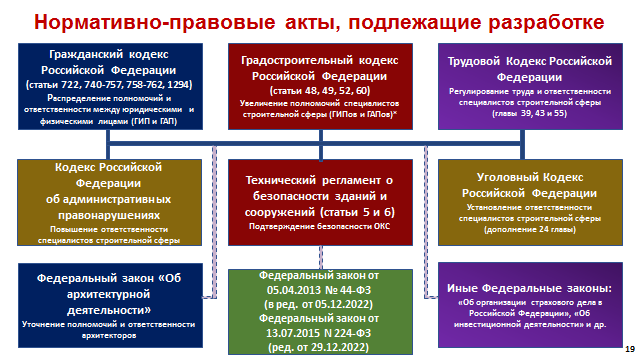 Нормативно-правовые акты, подлежащие разработке
Гражданский кодекс
Российской Федерации
(статьи 722, 740-757, 758-762, 1294)
Распределение полномочий и
ответственности между юридическими и
физическими лицами (ГИП и ГАП)
Градостроительный кодекс
Российской Федерации
(статьи 48, 49, 52, 60)
Увеличение полномочий специалистов
строительной сферы (ГИПов и ГАПов)*
Трудовой Кодекс Российской
Федерации
Регулирование труда и ответственности
специалистов строительной сферы
(главы 39, 43 и 55)
Кодекс Российской
Федерации
об административных
правонарушениях
Повышение ответственности
специалистов строительной сферы
Технический регламент о
безопасности зданий и
сооружений (статьи 5 и 6)
Подтверждение безопасности ОКС
Уголовный Кодекс
Российской Федерации
Установление ответственности
специалистов строительной сферы
(дополнение 24 главы)
Федеральный закон «Об
архитектурной
деятельности»
Уточнение полномочий и ответственности
архитекторов
Федеральный закон от
05.04.2013 № 44-ФЗ
(в ред. от 05.12.2022)
Федеральный закон от
13.07.2015 N 224-ФЗ
(ред. от 29.12.2022)
Иные Федеральные законы:
«Об организации страхового дела в
Российской Федерации», «Об
инвестиционной деятельности» и др.
19